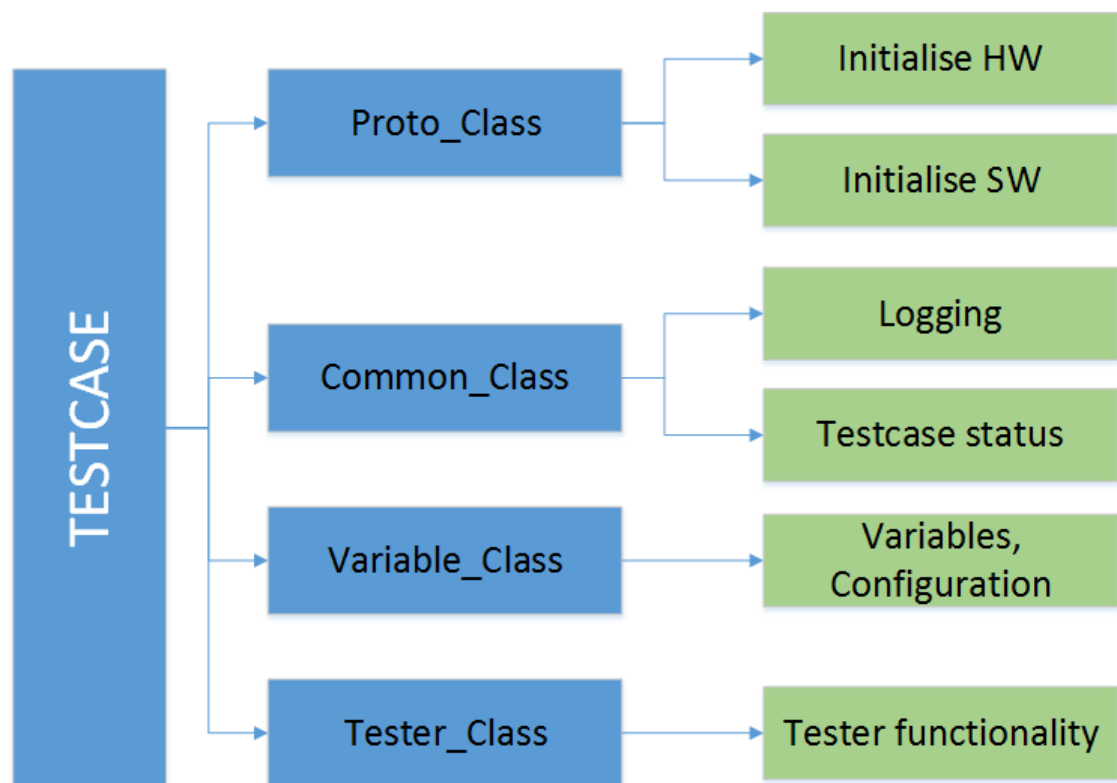 TESTCASE
Proto_Class
Initialise HW
Initialise SW
Common_Class
Logging
Testcase status
Variable_Class
Variables,
Configuration
Tester_Class
Tester functionality